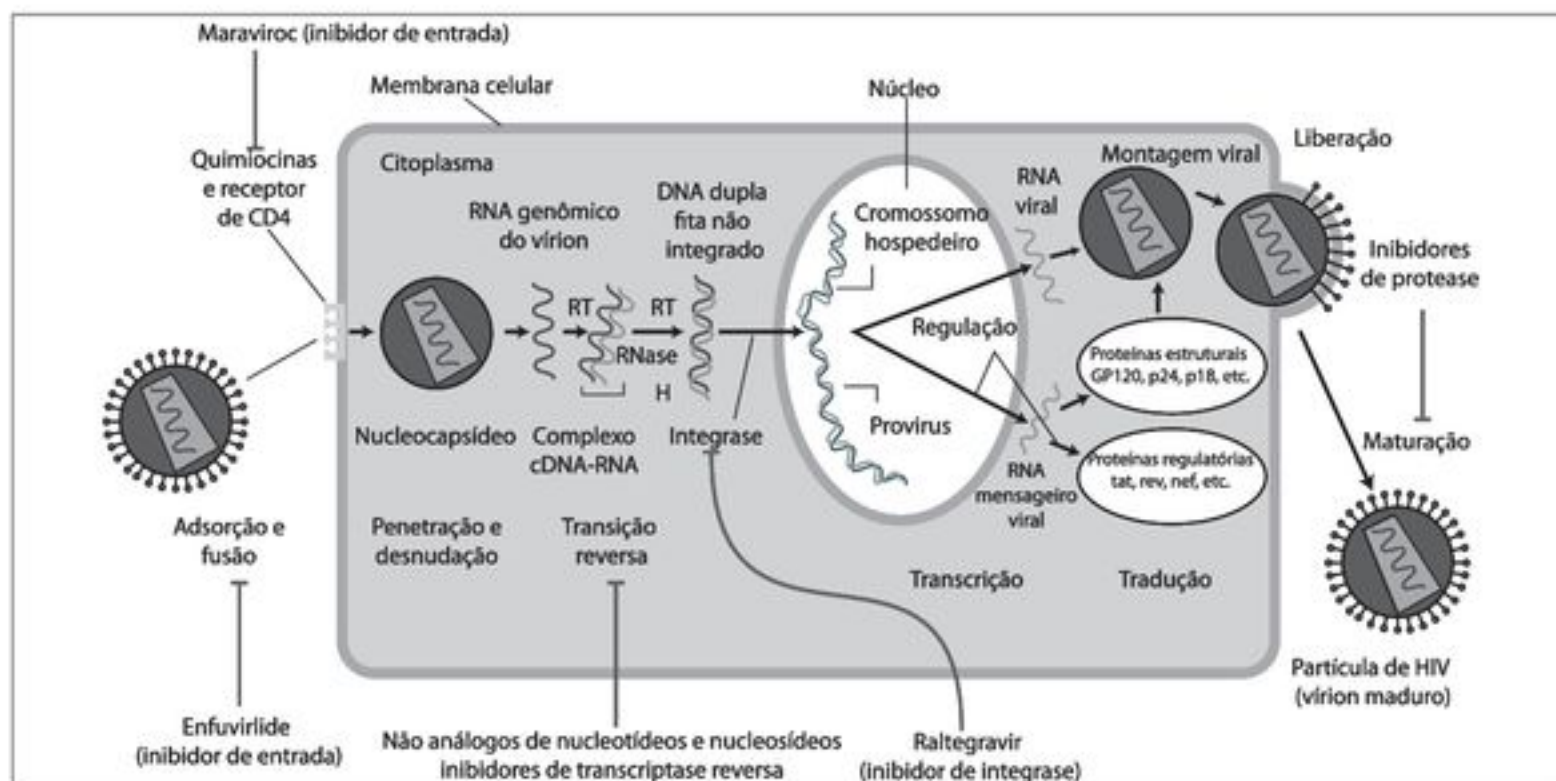 Maraviroc (inibidor de entrada)
Membrana celular
Núcleo
Quimiocinas
e receptor
de CD4
Citoplasma
RNA genômico
do vírion
DNA dupla
fita não
integrado
Cromossomo
hospedeiro
RNA
viral
Montagem viral
Liberação
Inibidores
de protease
RT
RT
RNase
H
Regulação
Proteínas estruturais
GP120, p24, p18, etc.
Nucleocapsídeo
Complexo
cDNA-RNA
Integrase
Provirus
RNA
mensageiro
viral
Proteínas regulatórias
tat, rev, nef, etc.
Maturação
Adsorção e
fusão
Penetração e
desnudação
Transição
reversa
Transcrição
Tradução
Partícula de HIV
(vírion maduro)
Enfuvirlide
(inibidor de entrada)
Não análogos de nucleotídeos e nucleosídeos
inibidores de transcriptase reversa
Raltegravir
(inibidor de integrase)